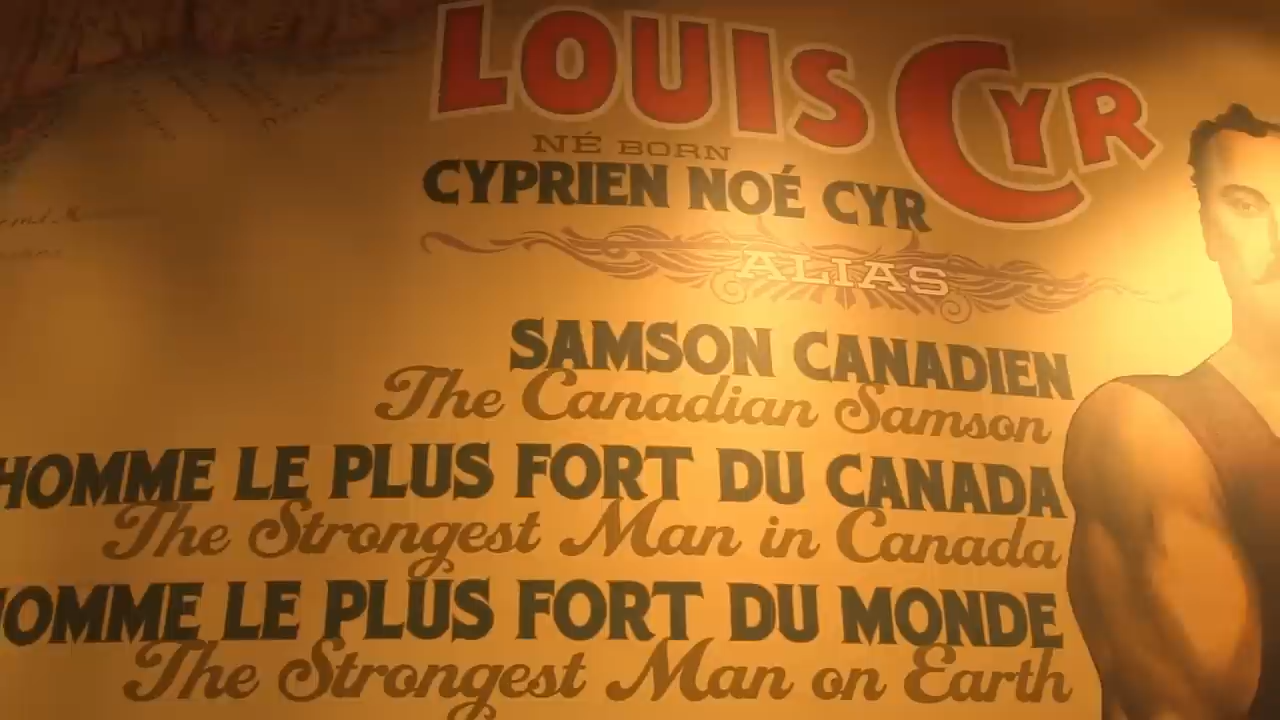 LOUIS CYR
NÉ BORN
CYPRIEN NOÉ CYR
ALIAS
SAMSON CANADIEN
The Canadian Samson
HOMME LE PLUS FORT DU CANADA
The Strongest Man in Canada
HOMME LE PLUS FORT DU MONDE
The Strongest Man on Earth